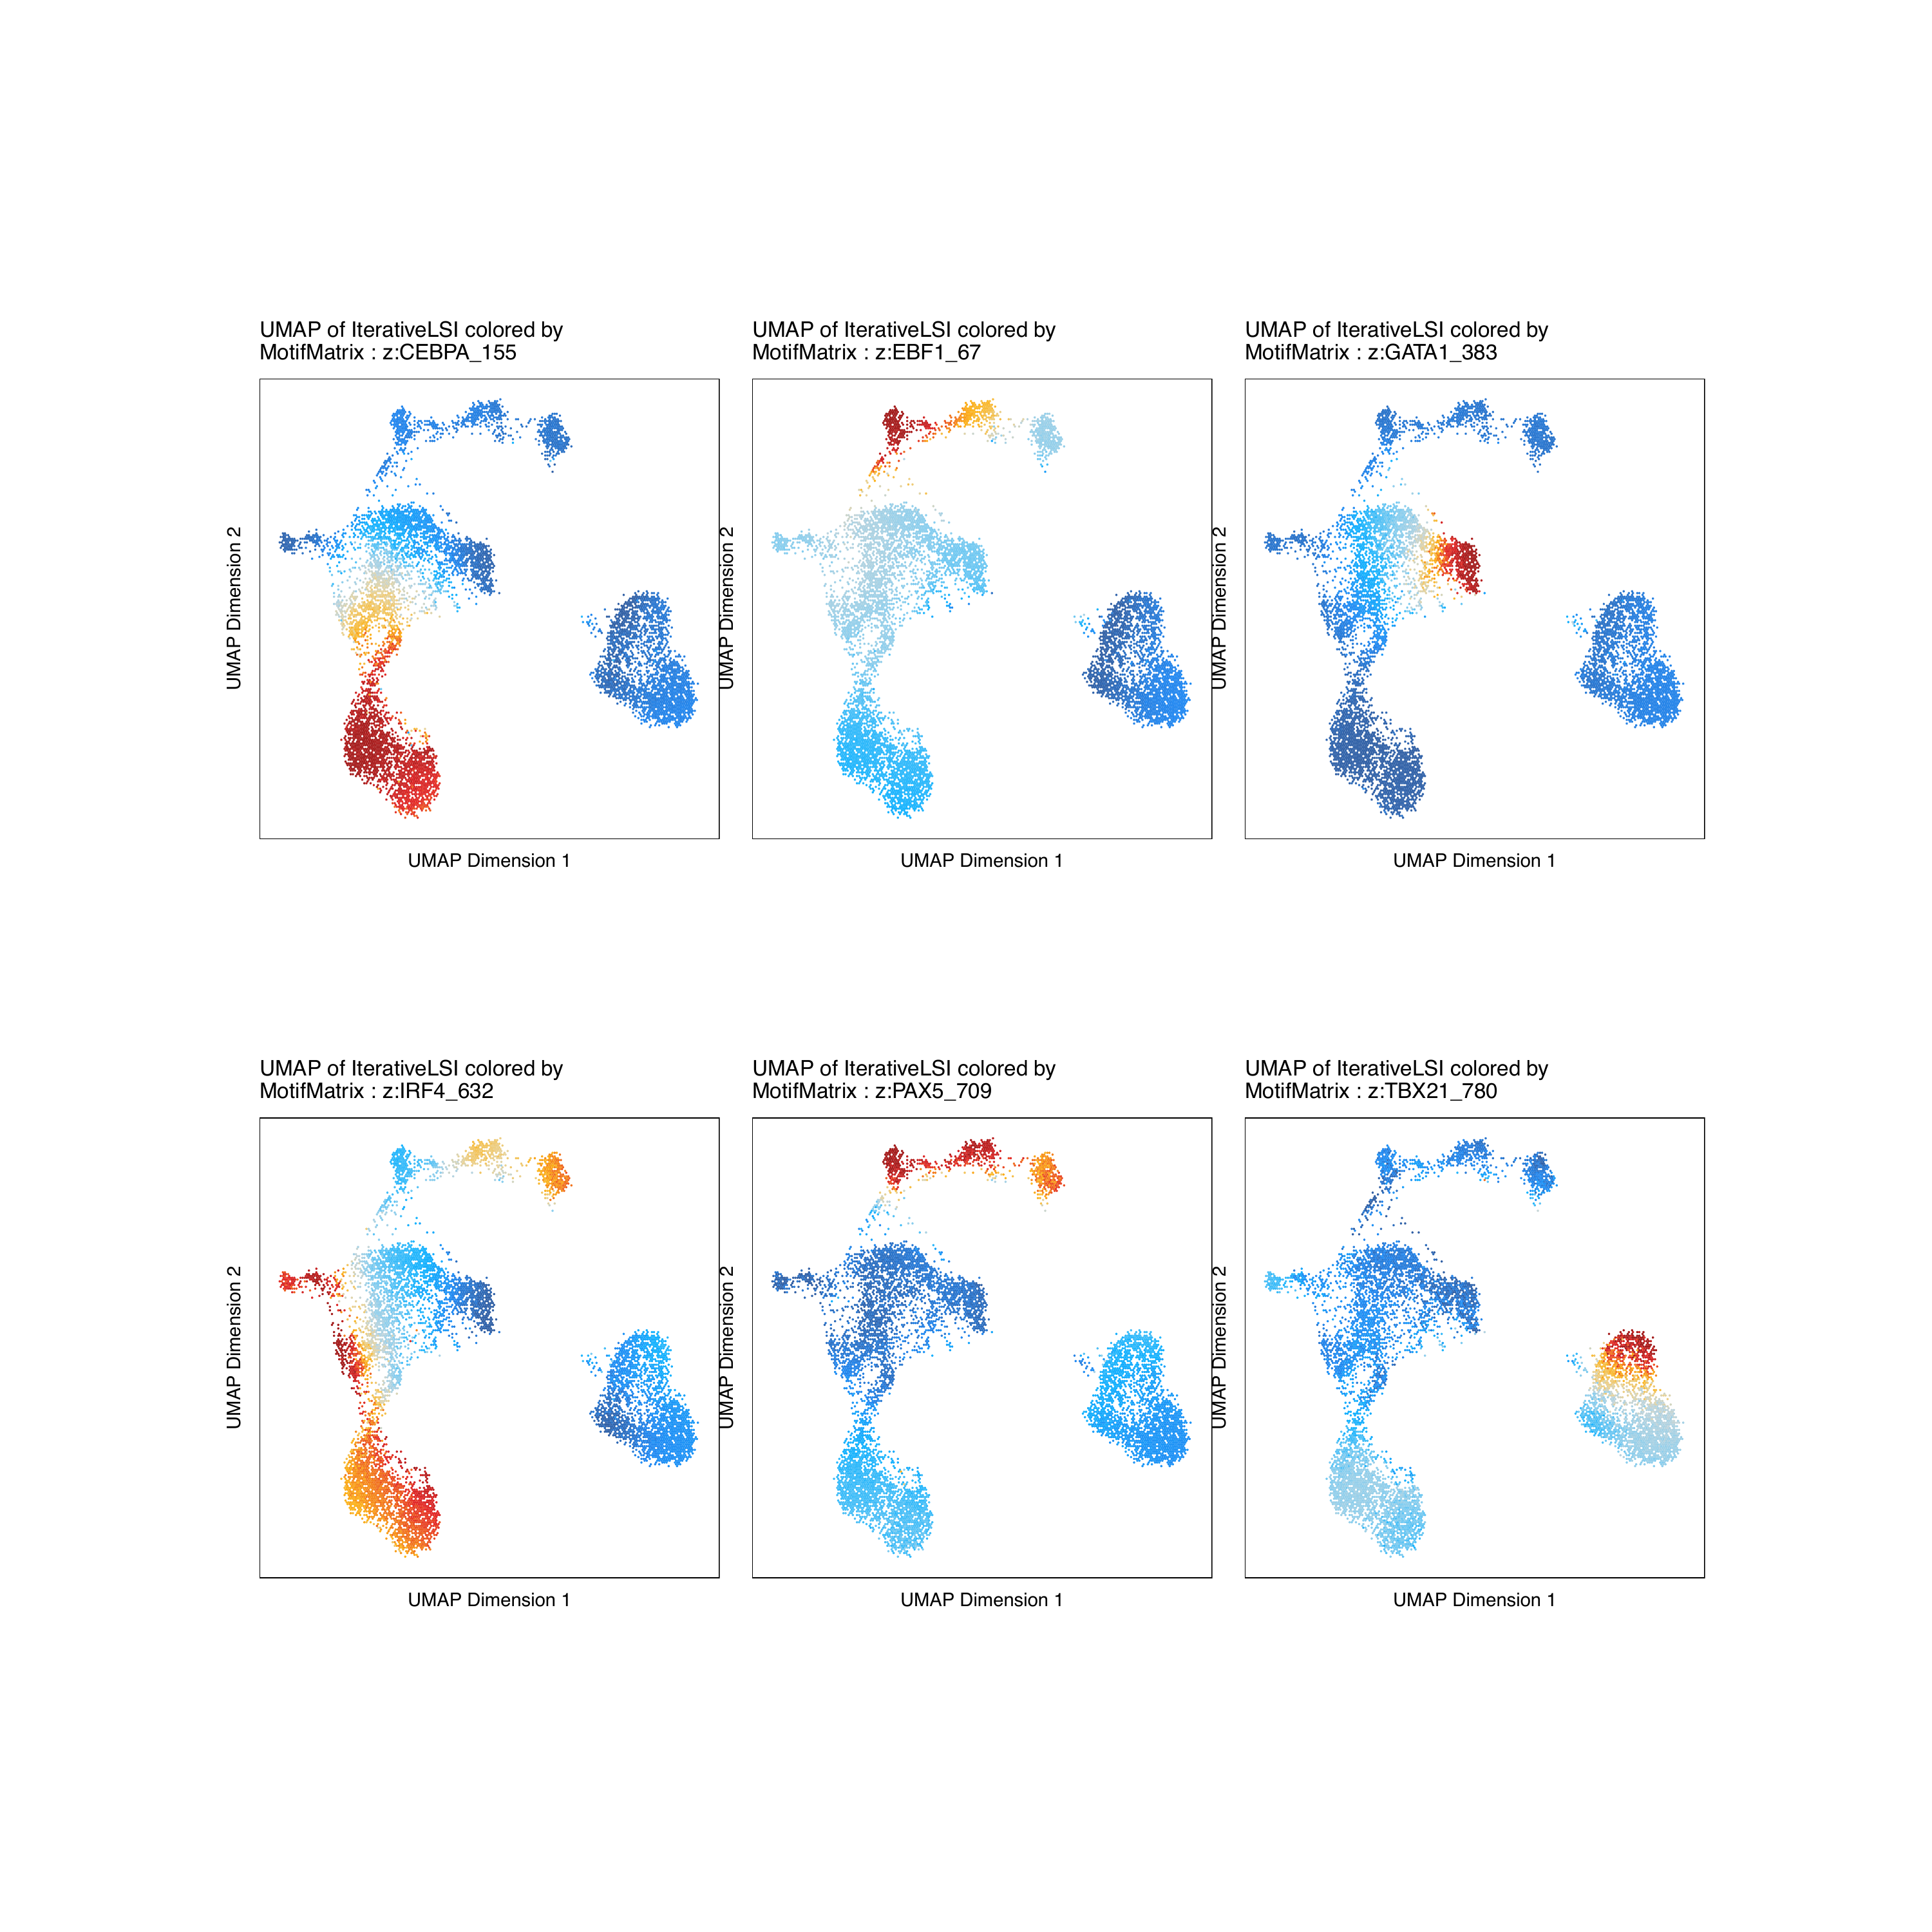 UMAP of IterativeLSI colored by
MotifMatrix : z:CEBPA_155
UMAP Dimension 2
UMAP Dimension 1
UMAP of IterativeLSI colored by
MotifMatrix : z:EBF1_67
UMAP Dimension 2
UMAP Dimension 1
UMAP of IterativeLSI colored by
MotifMatrix : z:GATA1_383
UMAP Dimension 2
UMAP Dimension 1
UMAP of IterativeLSI colored by
MotifMatrix : z:IRF4_632
UMAP Dimension 2
UMAP Dimension 1
UMAP of IterativeLSI colored by
MotifMatrix : z:PAX5_709
UMAP Dimension 2
UMAP Dimension 1
UMAP of IterativeLSI colored by
MotifMatrix : z:TBX21_780
UMAP Dimension 2
UMAP Dimension 1